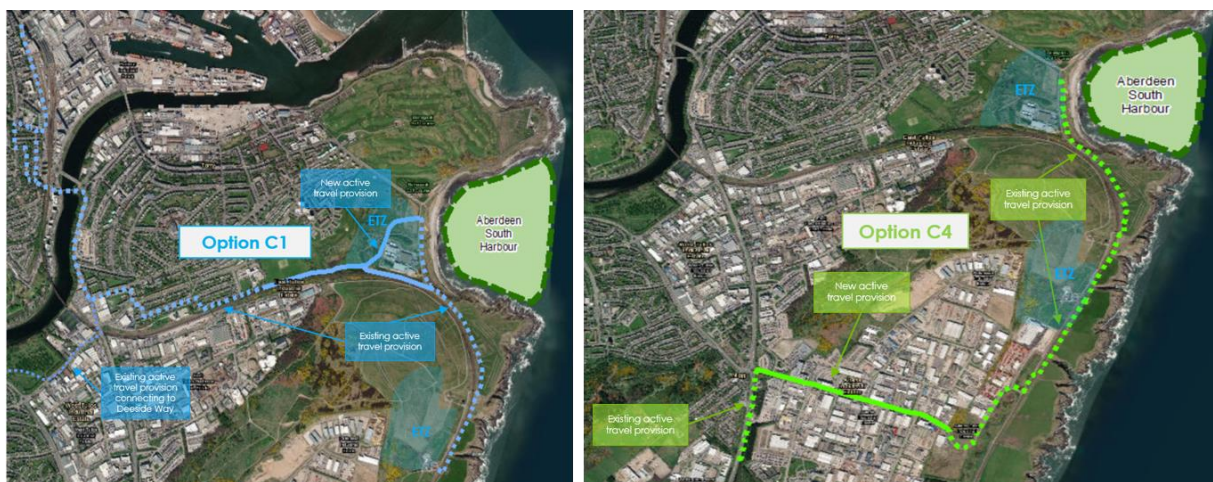 New active
travel provision
ETZ
Option C1
Aberdeen
South
Harbour
Existing active
travel provision
Existing active
travel provision
connecting to
Deeside Way
ETZ
ETZ
Aberdeen
South
Harbour
Existing active
travel provision
Option C4
ETZ
New active
travel provision
Existing active
travel provision